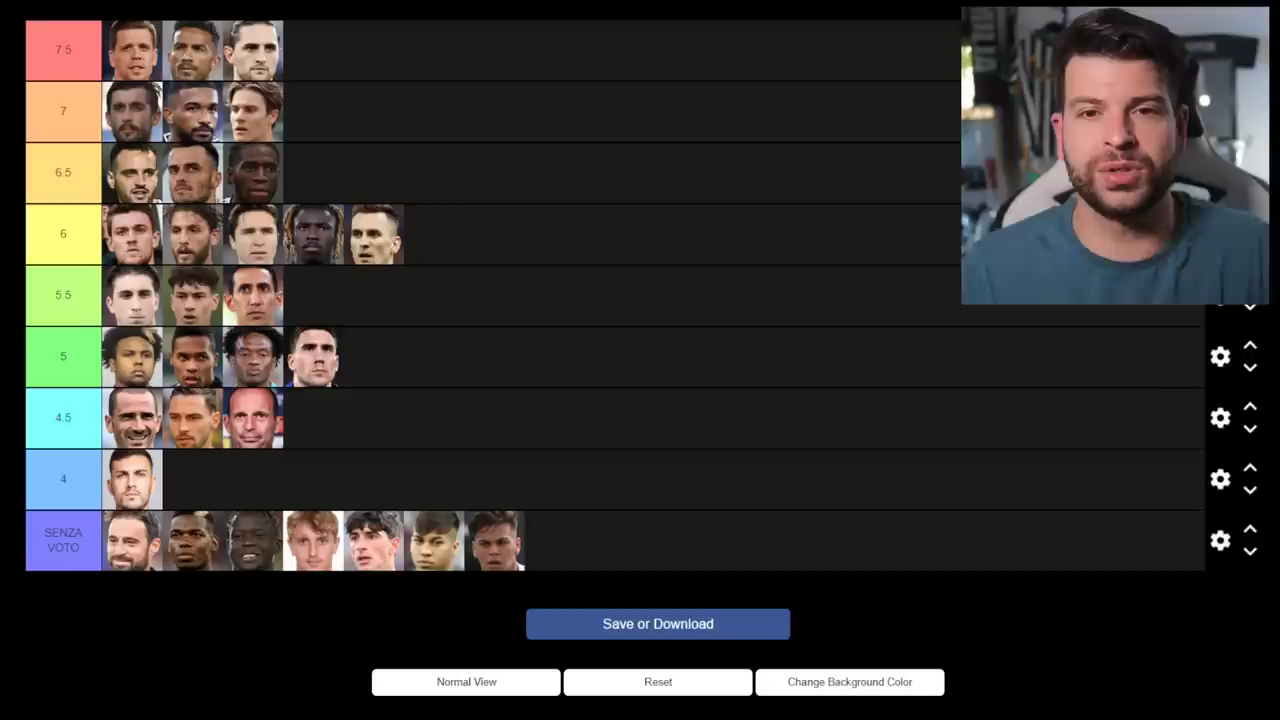 7.5
7
6.5
6
5.5
5
4.5
4
SENZA
VOTO
Save or Download
Normal View
Reset
Change Background Color